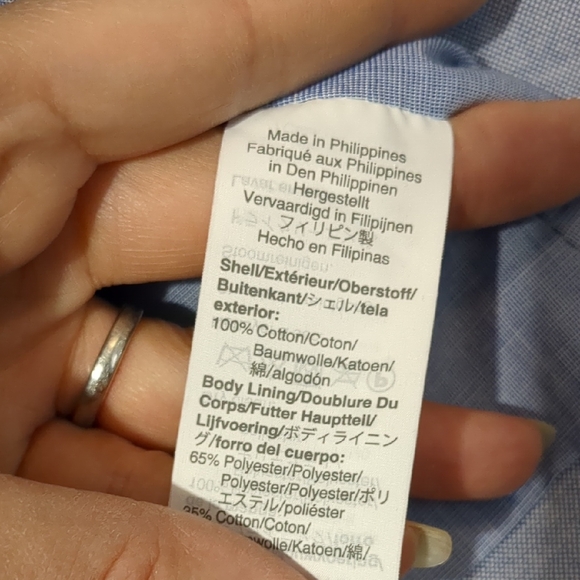 Made in Philippines
Fabriqué aux Philippines
in Den Philippinen
Hergestellt
Vervaardigd in Filipijnen
フィリピン製
Hecho en Filipinas
Shell/Extérieur/Oberstoff/
Buitenkant/シェル/tela
exterior:
100% Cotton/Coton/
Baumwolle/Katoen/
綿/algodón
Body Lining/Doublure Du
Corps/Futter Haupttell/
Lijfvoering/ボディライニン
グ/forro del cuerpo:
65% Polyester/Polyester/
Polyester/Polyester/ポリ
エステル/poliéster
35% Cotton/Coton/
wolle/Katoen/綿/